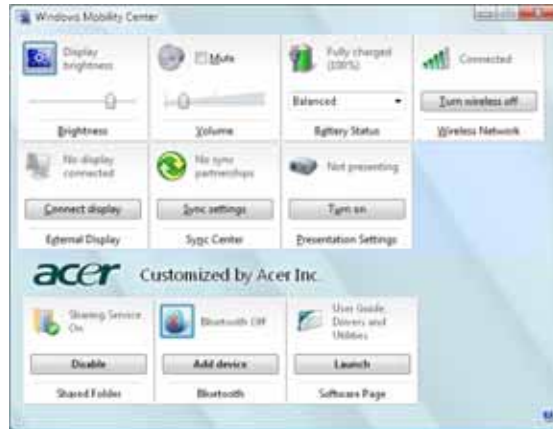 Windows Mobility Center
Display
brightness
Brightness
Mute
Volume
Fully charged
(100%)
Balanced
Battery Status
Connected
Turn wireless off
Wireless Network
No display
connected
Connect display
External Display
No sync
partnerships
Sync settings
Sync Center
Not presenting
Turn on
Presentation Settings
acer Customized by Acer Inc.
Sharing Service
On
Disable
Shared Folder
Bluetooth Off
Add device
Bluetooth
User Guide,
Drivers and
Utilities
Launch
Software Page